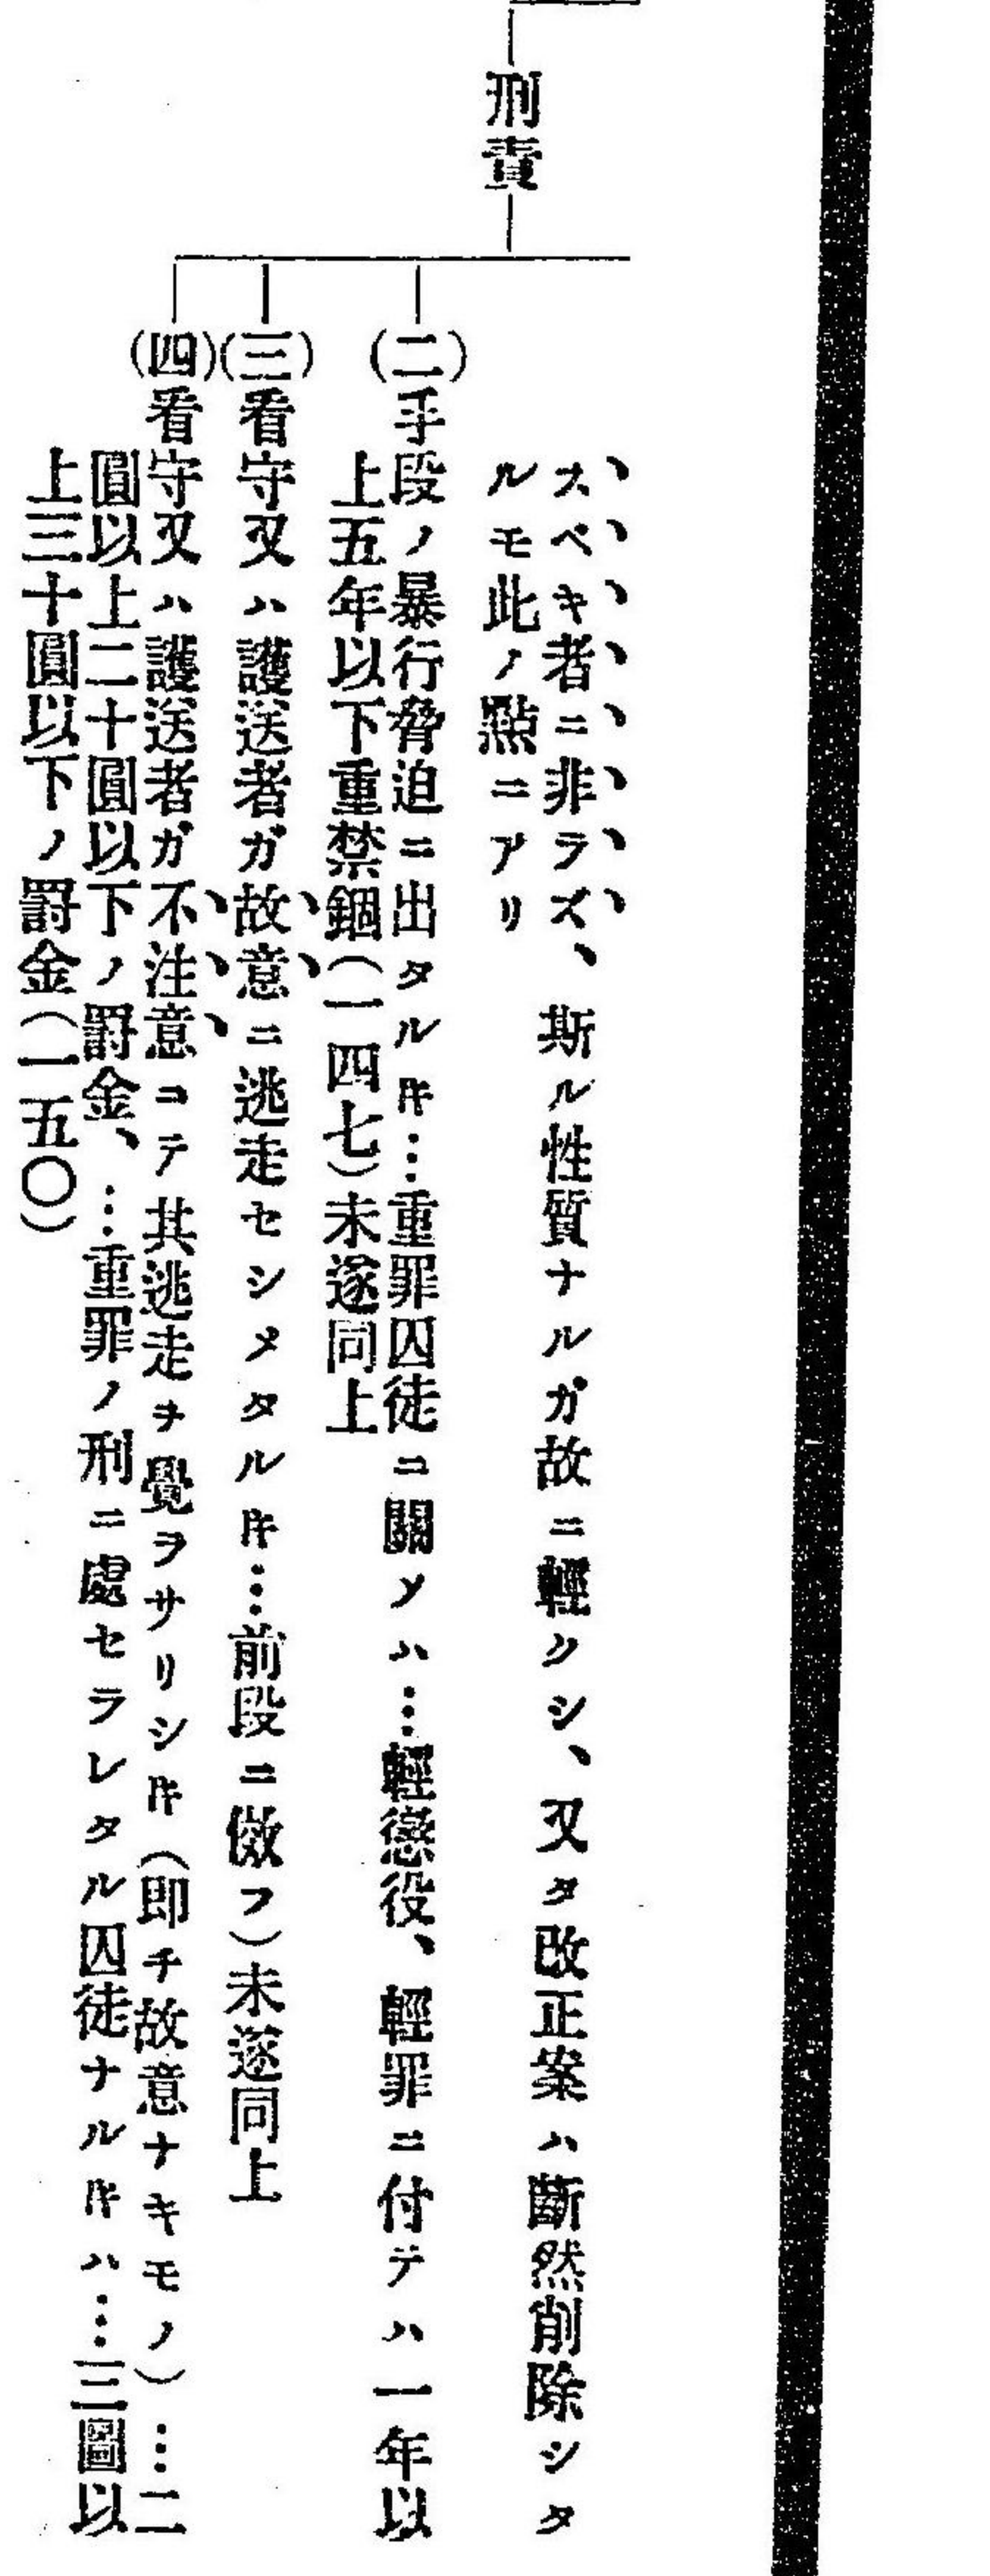 刑責
スベキ者ニ非ラズ、斯ル性質ナルガ故ニ輕クシ、又タ改正案ハ斷然削除シタ
ルモ此ノ點ニアリ
(二)手段ノ暴行脅迫ニ出タル䏁…重罪囚徒ニ關〆ハ…輕懲役、輕罪ニ付テハ一年以
上五年以下重禁錮(一四七)未遂同上
(三)看守又ハ護送者ガ故意ニ逃走セシメタル䏁…前段ニ傚フ)未遂同上
(四)看守又ハ護送者ガ不注意コテ其逃走ヲ覺ヲサリシ䏁(即チ故意ナキモノ)…二
圓以上二十圓以下ノ罰金、…重罪ノ刑ニ處セラレタル囚徒ナル䏁ハ…三圓以
上三十圓以下ノ罰金(一五〇)